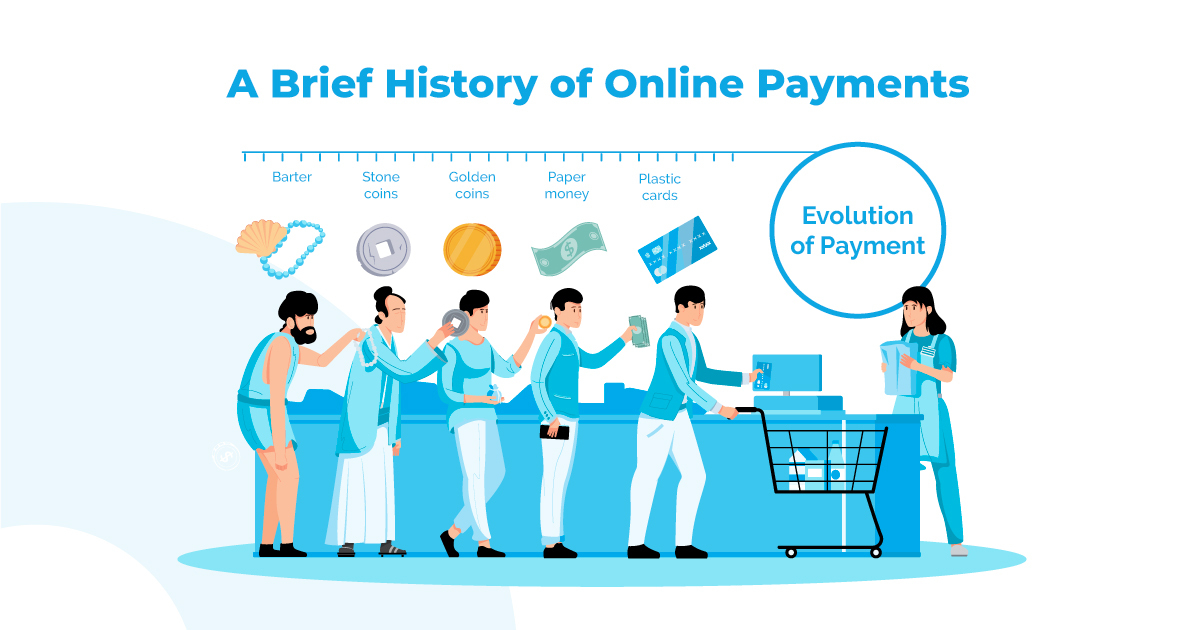 A Brief History of Online Payments
Barter
Stone
coins
Golden
coins
Paper
money
Plastic
cards
Evolution
of Payment